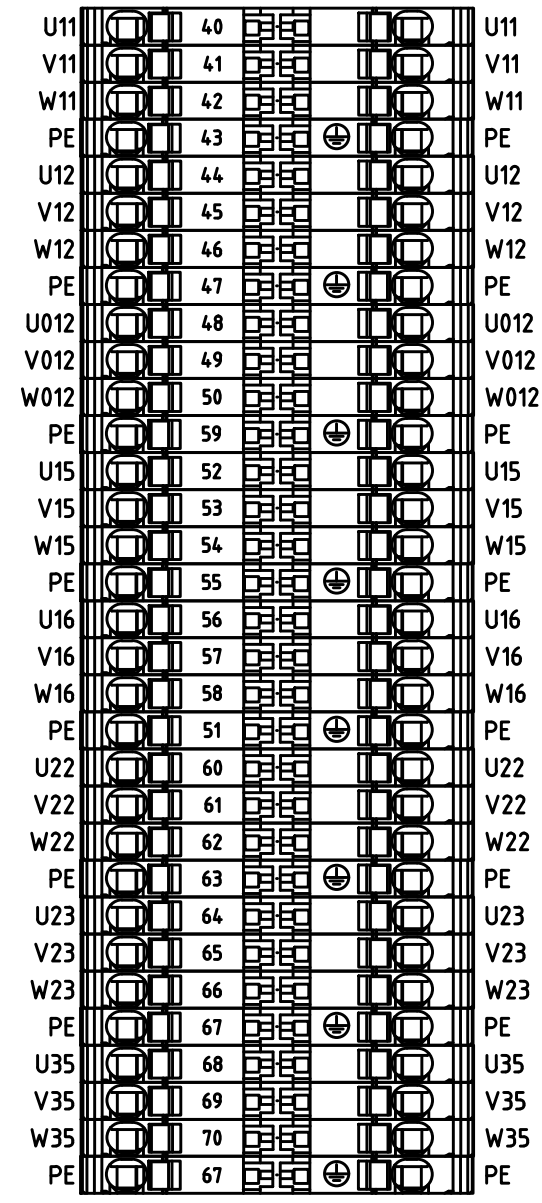 U11 40 U11
V11 41 V11
W11 42 W11
PE 43 PE
U12 44 U12
V12 45 V12
W12 46 W12
PE 47 PE
U012 48 U012
V012 49 V012
W012 50 W012
PE 59 PE
U15 52 U15
V15 53 V15
W15 54 W15
PE 55 PE
U16 56 U16
V16 57 V16
W16 58 W16
PE 51 PE
U22 60 U22
V22 61 V22
W22 62 W22
PE 63 PE
U23 64 U23
V23 65 V23
W23 66 W23
PE 67 PE
U35 68 U35
V35 69 V35
W35 70 W35
PE 67 PE